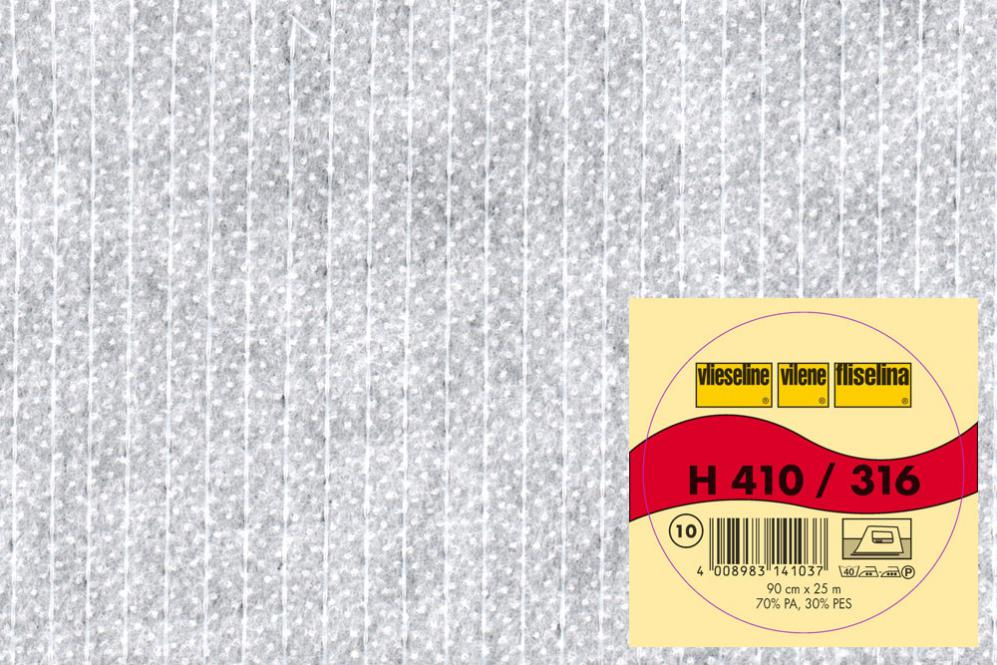 vlieseline® vilene® fliselina®
H 410 / 316
10
4 008983 141037
40 P
90 cm x 25 m
70% PA, 30% PES